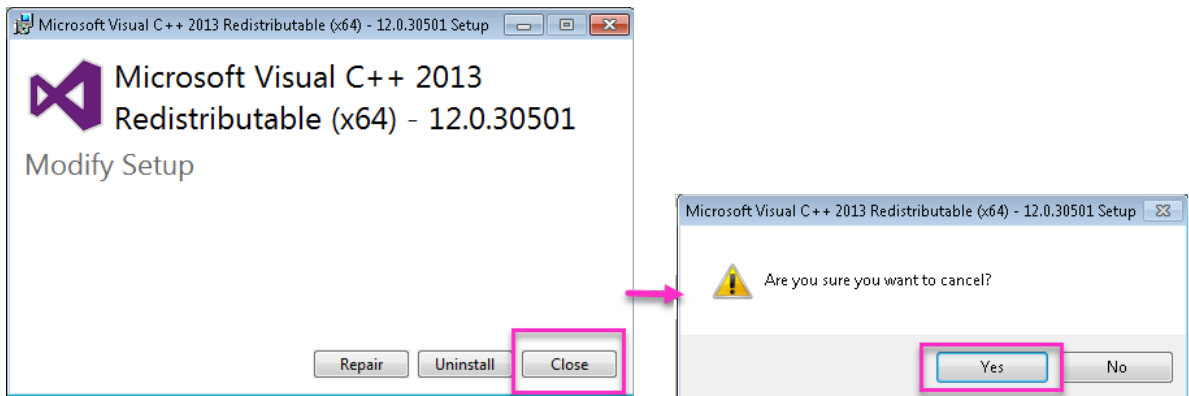 Microsoft Visual C++ 2013 Redistributable (x64) - 12.0.30501 Setup
Microsoft Visual C++ 2013
Redistributable (x64) - 12.0.30501
Modify Setup
Repair Uninstall Close
Microsoft Visual C++ 2013 Redistributable (x64) - 12.0.30501 Setup
Are you sure you want to cancel?
Yes No